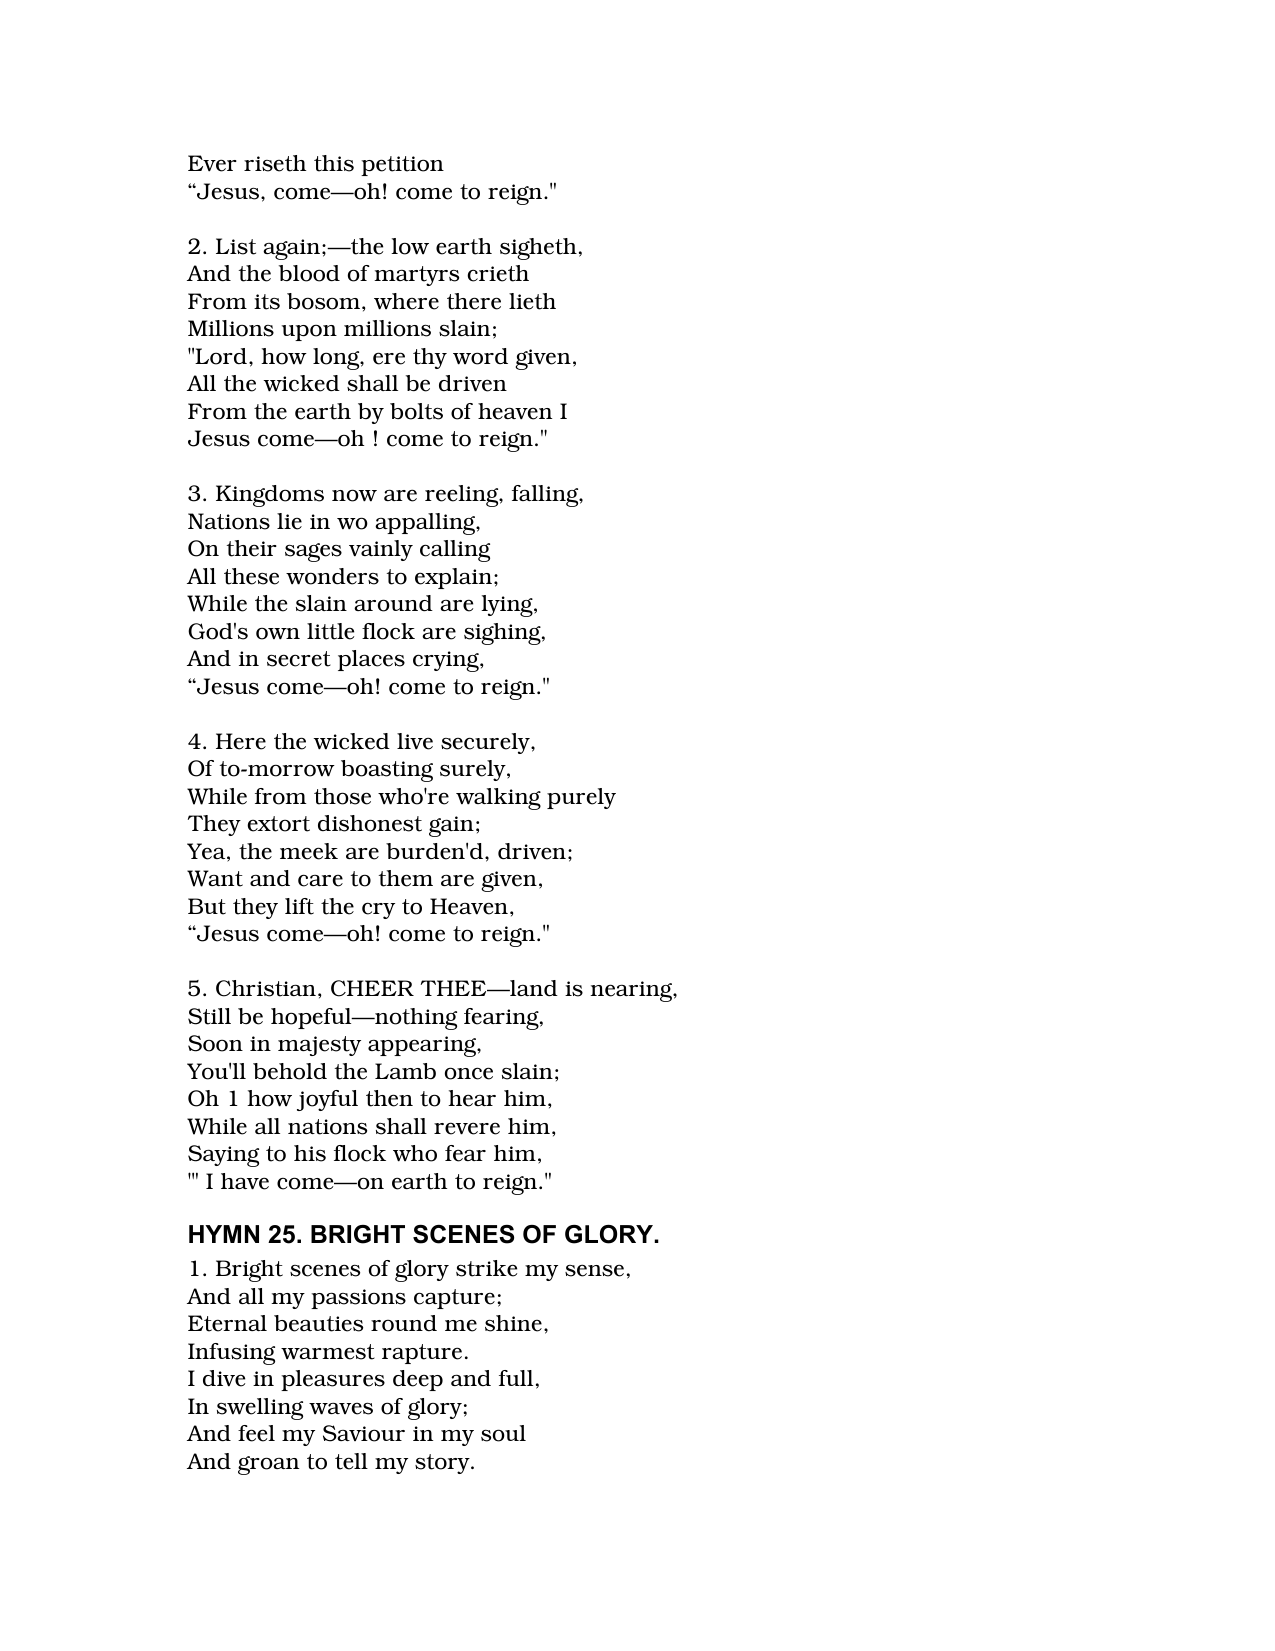 Ever riseth this petition
“Jesus, come—oh! come to reign."
2. List again;—the low earth sigheth,
And the blood of martyrs crieth
From its bosom, where there lieth
Millions upon millions slain;
"Lord, how long, ere thy word given,
All the wicked shall be driven
From the earth by bolts of heaven I
Jesus come—oh ! come to reign."
3. Kingdoms now are reeling, falling,
Nations lie in wo appalling,
On their sages vainly calling
All these wonders to explain;
While the slain around are lying,
God's own little flock are sighing,
And in secret places crying,
“Jesus come—oh! come to reign."
4. Here the wicked live securely,
Of to-morrow boasting surely,
While from those who're walking purely
They extort dishonest gain;
Yea, the meek are burden'd, driven;
Want and care to them are given,
But they lift the cry to Heaven,
“Jesus come—oh! come to reign."
5. Christian, CHEER THEE—land is nearing,
Still be hopeful—nothing fearing,
Soon in majesty appearing,
You'll behold the Lamb once slain;
Oh 1 how joyful then to hear him,
While all nations shall revere him,
Saying to his flock who fear him,
"' I have come—on earth to reign."
HYMN 25. BRIGHT SCENES OF GLORY.
1. Bright scenes of glory strike my sense,
And all my passions capture;
Eternal beauties round me shine,
Infusing warmest rapture.
I dive in pleasures deep and full,
In swelling waves of glory;
And feel my Saviour in my soul
And groan to tell my story.